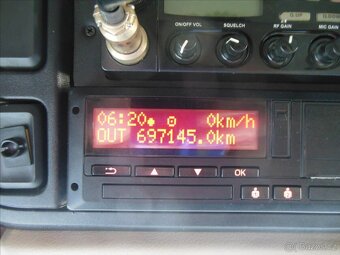 ON/OFF VOL SQUELCH RF GAIN MIC GAIN
06:20 0km/h
OUT 697145.0km
OK